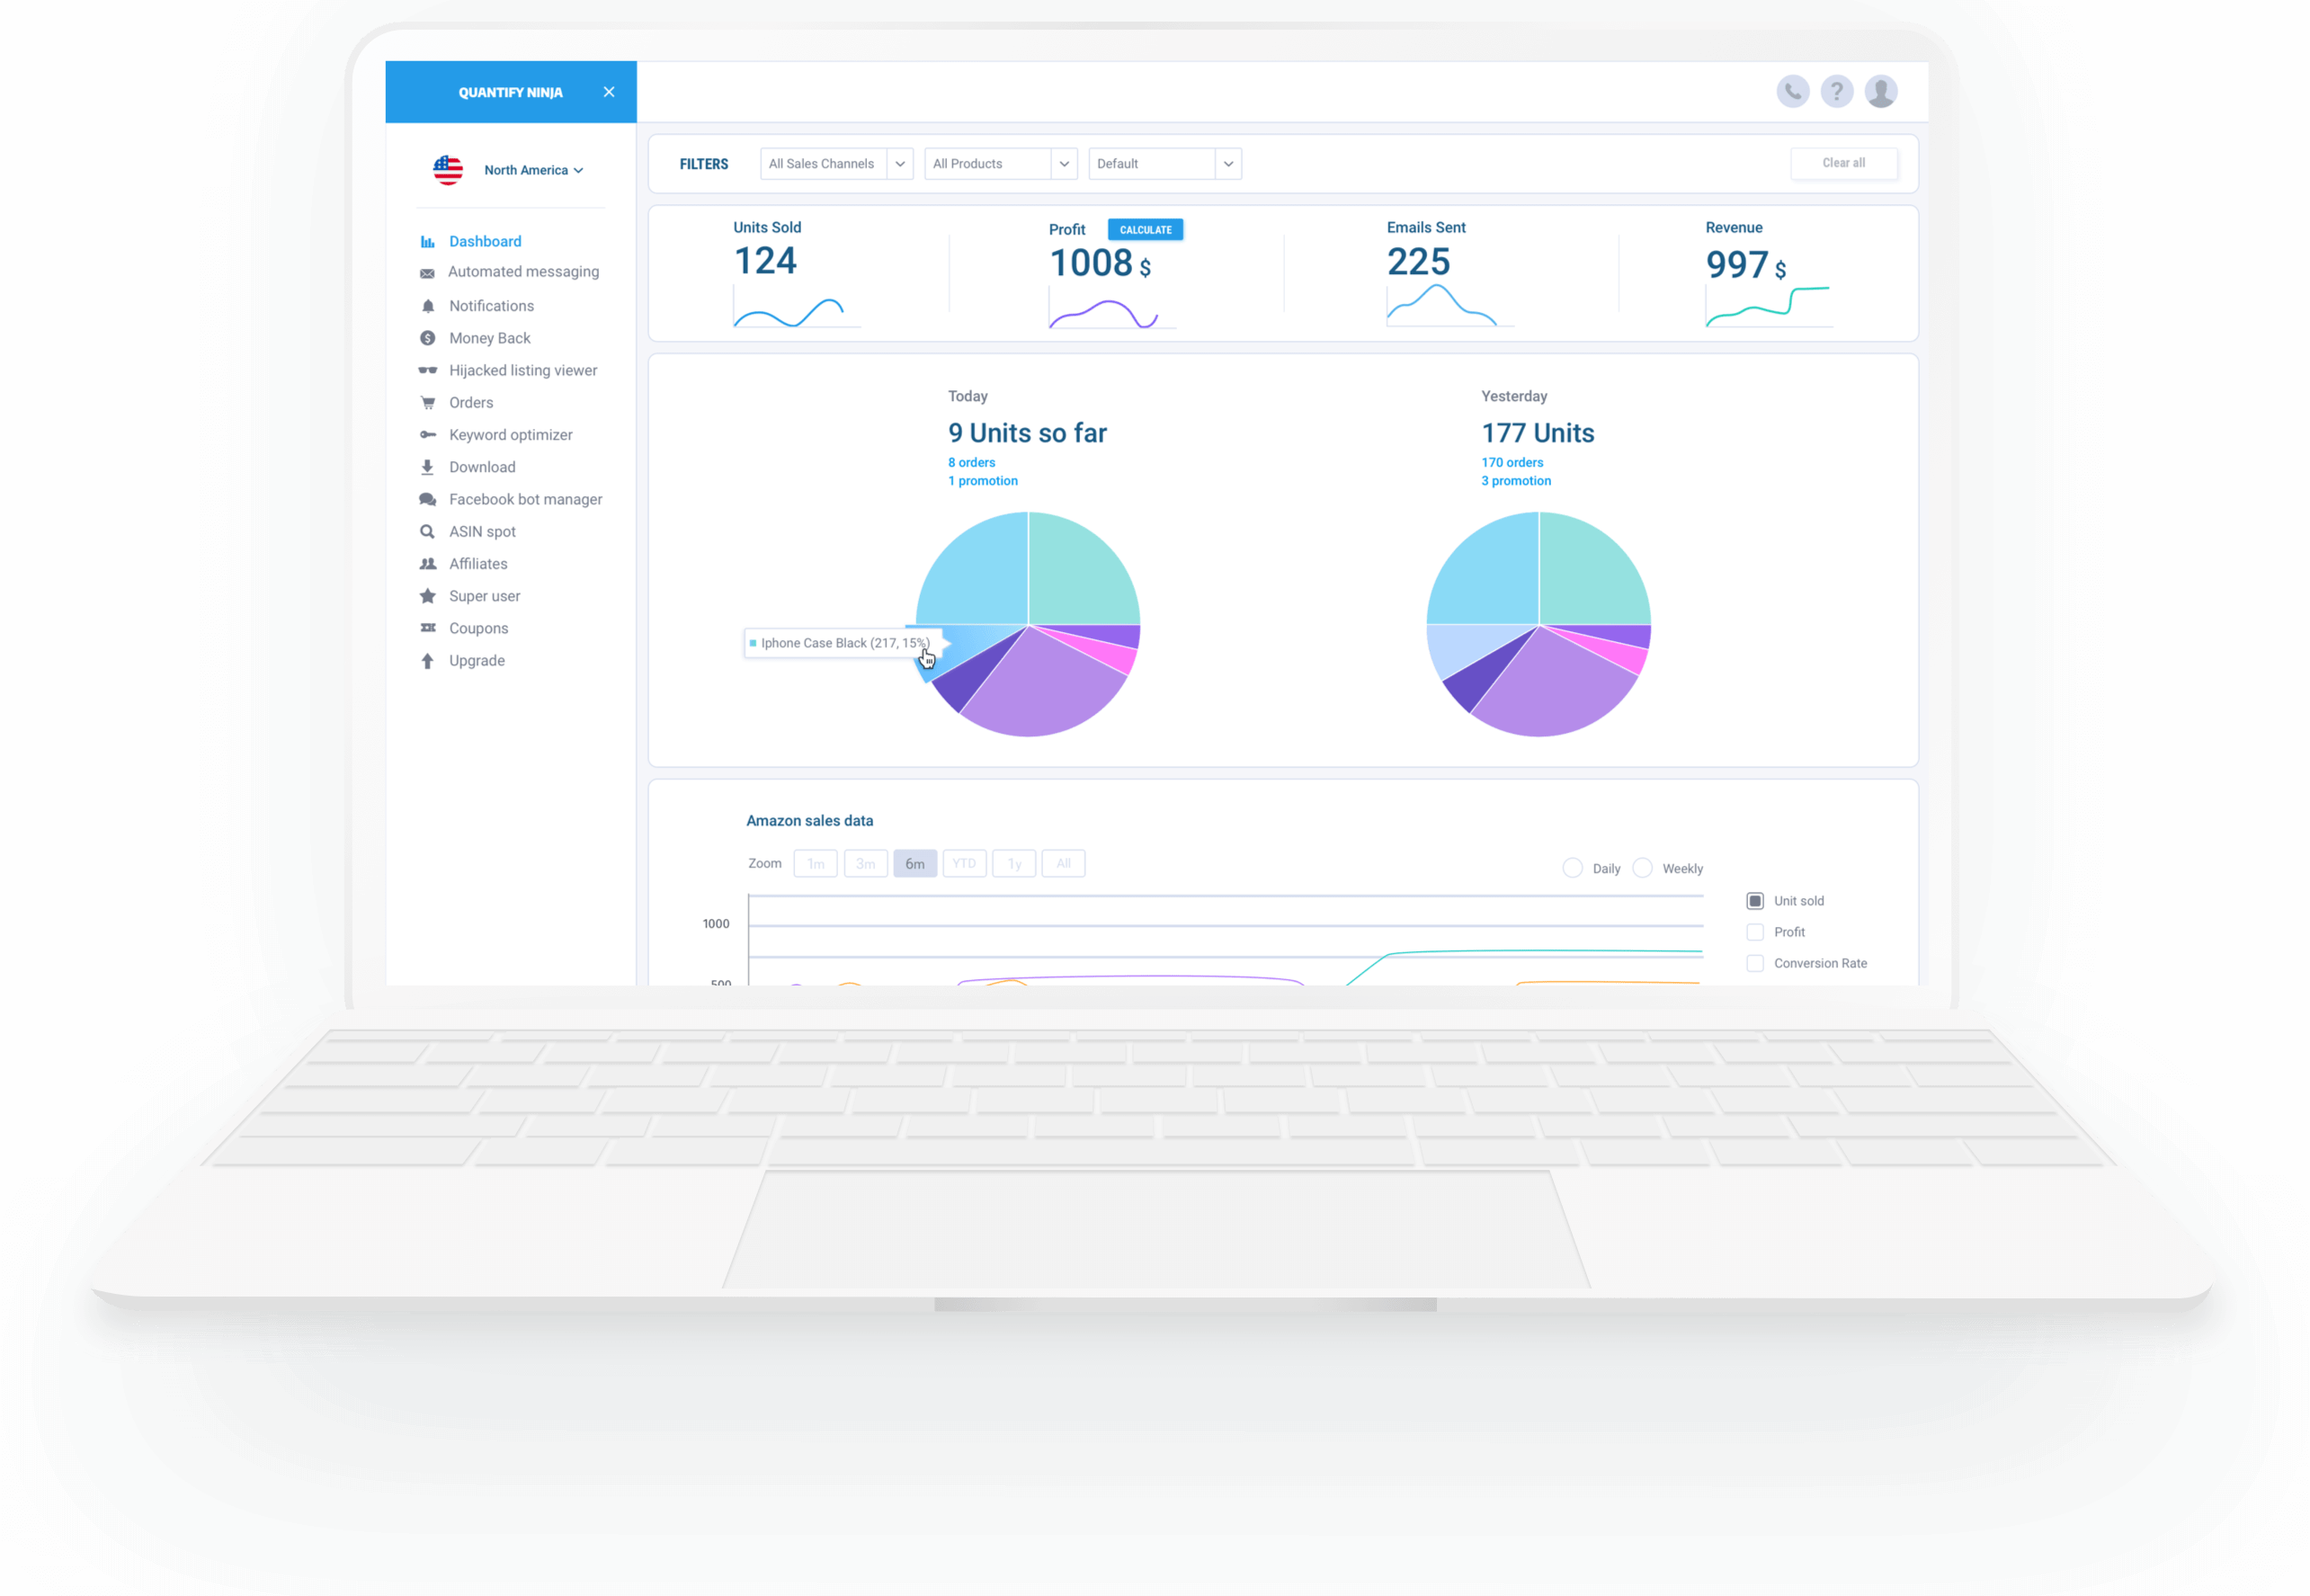 QUANTIFY NINJA
North America
Dashboard
Automated messaging
Notifications
Money Back
Hijacked listing viewer
Orders
Keyword optimizer
Download
Facebook bot manager
ASIN spot
Affiliates
Super user
Coupons
Upgrade
FILTERS All Sales Channels All Products Default Clear all
Units Sold
124
Profit CALCULATE
1008 $
Emails Sent
225
Revenue
997 $
Today
9 Units so far
8 orders
1 promotion
Yesterday
177 Units
170 orders
3 promotion
Iphone Case Black (217, 15%)
Amazon sales data
Zoom 1m 3m 6m YTD 1y All
Daily Weekly
1000
500
Unit sold
Profit
Conversion Rate